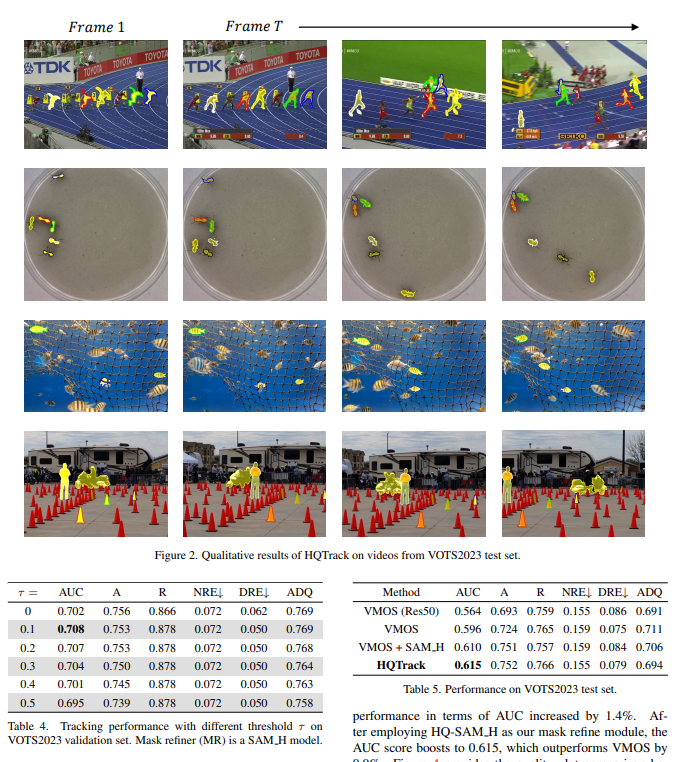 Frame 1
Frame T
TDK
TOYOTA
TOYOTA
TDK
TOYOTA
TOYOTA
SEIKO
Figure 2. Qualitative results of HQTrack on videos from VOTS2023 test set.
τ = AUC A R NRE↓ DRE↓ ADQ
0 0.702 0.756 0.866 0.072 0.062 0.769
0.1 0.708 0.753 0.878 0.072 0.050 0.769
0.2 0.707 0.753 0.878 0.072 0.050 0.768
0.3 0.704 0.750 0.878 0.072 0.050 0.764
0.4 0.701 0.745 0.878 0.072 0.050 0.763
0.5 0.695 0.739 0.878 0.072 0.050 0.758
Table 4. Tracking performance with different threshold τ on
VOTS2023 validation set. Mask refiner (MR) is a SAM_H model.
Method AUC A R NRE↓ DRE↓ ADQ
VMOS (Res50) 0.564 0.693 0.759 0.155 0.086 0.691
VMOS 0.596 0.724 0.765 0.159 0.075 0.711
VMOS + SAM_H 0.610 0.751 0.757 0.159 0.084 0.706
HQTrack 0.615 0.752 0.766 0.155 0.079 0.694
Table 5. Performance on VOTS2023 test set.
performance in terms of AUC increased by 1.4%. Af-
ter employing HQ-SAM_H as our mask refine module, the
AUC score boosts to 0.615, which outperforms VMOS by